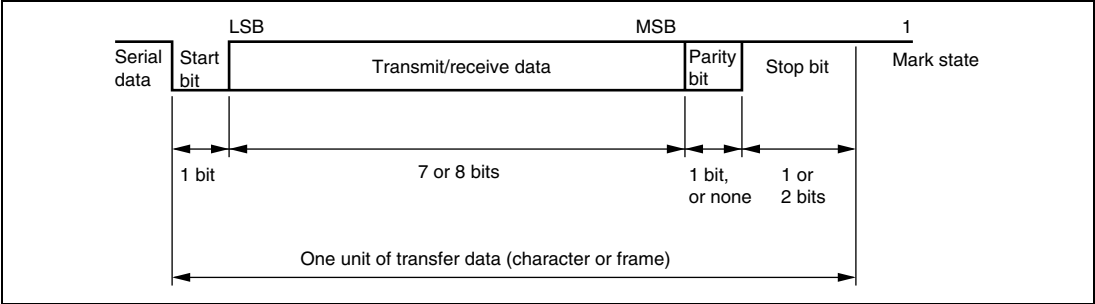 LSB
MSB
1
Serial
data
Start
bit
Transmit/receive data
Parity
bit
Stop bit
Mark state
1 bit
7 or 8 bits
1 bit,
or none
1 or
2 bits
One unit of transfer data (character or frame)